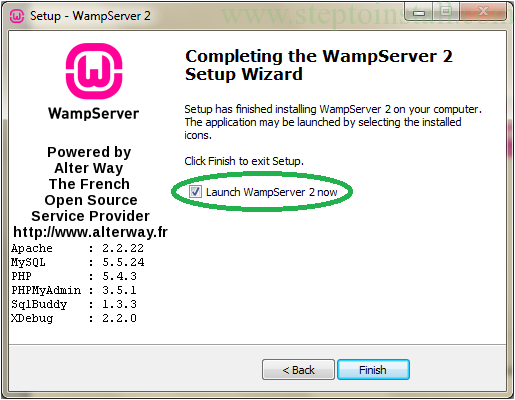 Setup - WampServer 2
WampServer
Powered by
Alter Way
The French
Open Source
Service Provider
http://www.alterway.fr
Apache : 2.2.22
MySQL : 5.5.24
PHP : 5.4.3
PHPMyAdmin : 3.5.1
SqlBuddy : 1.3.3
XDebug : 2.2.0
Completing the WampServer 2
Setup Wizard
Setup has finished installing WampServer 2 on your computer.
The application may be launched by selecting the installed
icons.
Click Finish to exit Setup.
Launch WampServer 2 now
< Back
Finish